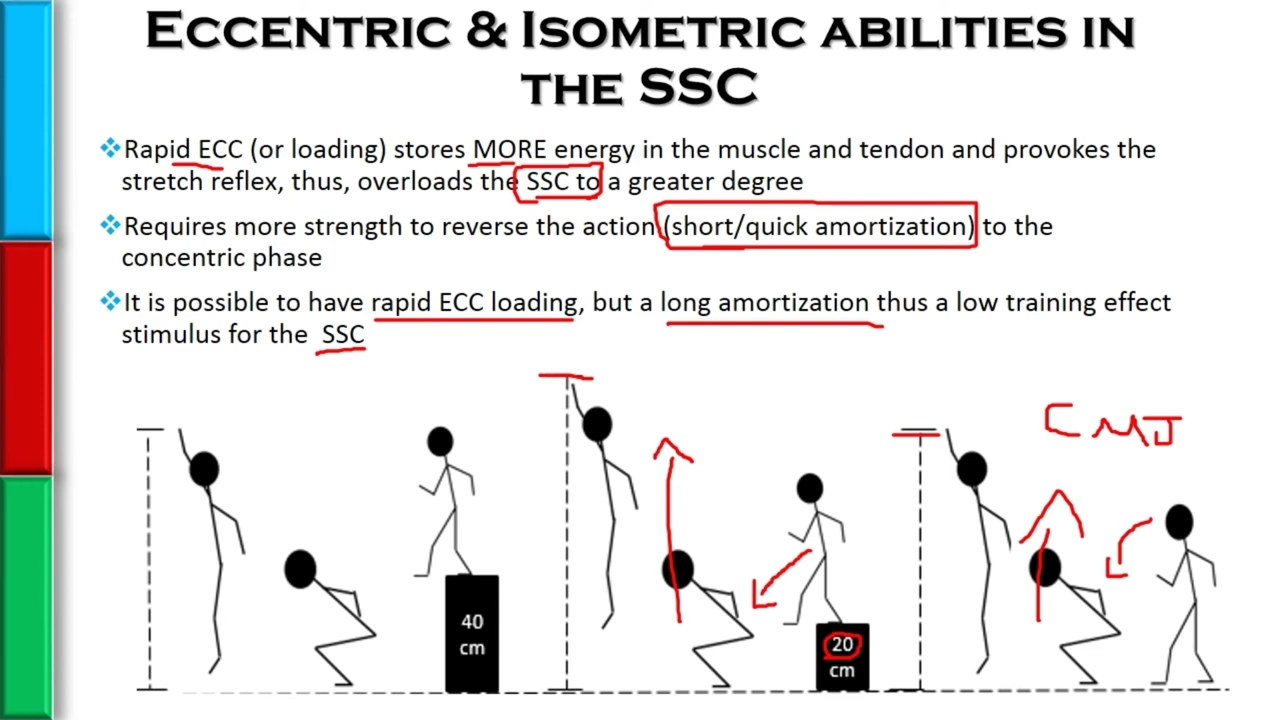 ECCENTRIC & ISOMETRIC ABILITIES IN
THE SSC
Rapid ECC (or loading) stores MORE energy in the muscle and tendon and provokes the
stretch reflex, thus, overloads the SSC to a greater degree
Requires more strength to reverse the action (short/quick amortization) to the
concentric phase
It is possible to have rapid ECC loading, but a long amortization thus a low training effect
stimulus for the SSC
CMJ
40
cm
20
cm